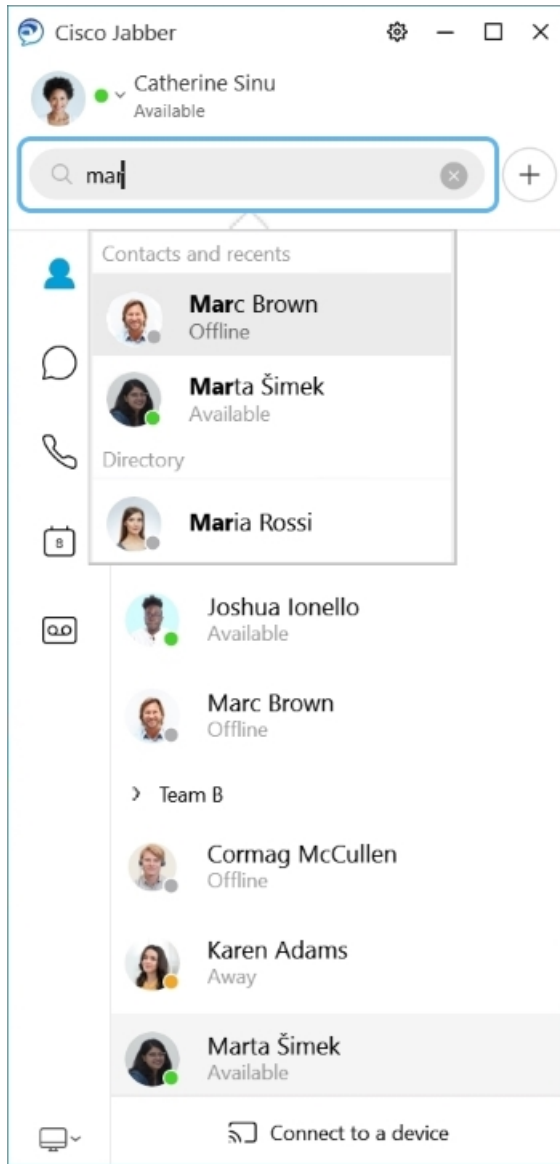 Cisco Jabber
Catherine Sinu
Available
mar
Contacts and recents
Marc Brown
Offline
Marta Šimek
Available
Directory
Maria Rossi
8
Joshua Ionello
Available
Marc Brown
Offline
Team B
Cormag McCullen
Offline
Karen Adams
Away
Marta Šimek
Available
Connect to a device